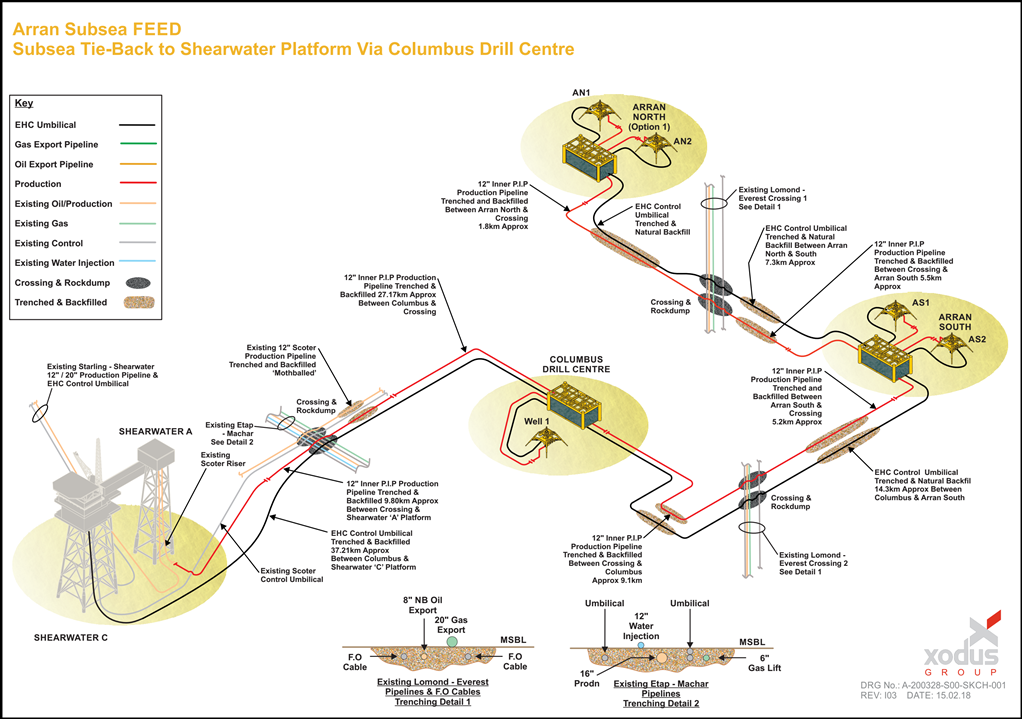 Arran Subsea FEED
Subsea Tie-Back to Shearwater Platform Via Columbus Drill Centre
Key
EHC Umbilical
Gas Export Pipeline
Oil Export Pipeline
Production
Existing Oil/Production
Existing Gas
Existing Control
Existing Water Injection
Crossing & Rockdump
Trenched & Backfilled
AN1
ARRAN
NORTH
(Option 1)
AN2
12" Inner P.I.P
Production Pipeline
Trenched and Backfilled
Between Arran North &
Crossing
1.8km Approx
EHC Control
Umbilical
Trenched &
Natural Backfill
Existing Lomond -
Everest Crossing 1
See Detail 1
EHC Control Umbilical
Trenched & Natural
Backfill Between Arran
North & South
7.3km Approx
12" Inner P.I.P
Production Pipeline
Trenched & Backfilled
Between Crossing &
Arran South 5.5km
Approx
Crossing &
Rockdump
AS1
ARRAN
SOUTH
AS2
12" Inner P.I.P Production
Pipeline Trenched &
Backfilled 27.17km Approx
Between Columbus &
Crossing
Existing 12" Scoter
Production Pipeline
Trenched and Backfilled
'Mothballed'
Existing Starling - Shearwater
12" / 20" Production Pipeline &
EHC Control Umbilical
COLUMBUS
DRILL CENTRE
Well 1
12" Inner P.I.P
Production Pipeline
Trenched and
Backfilled Between
Arran South &
Crossing
5.2km Approx
Crossing &
Rockdump
Existing Etap
- Machar
See Detail 2
SHEARWATER A
Existing
Scoter Riser
12" Inner P.I.P Production
Pipeline Trenched &
Backfilled 9.80km Approx
Between Crossing &
Shearwater 'A' Platform
EHC Control Umbilical
Trenched & Natural Backfil
14.3km Approx Between
Columbus & Arran South
Crossing &
Rockdump
EHC Control Umbilical
Trenched & Backfilled
37.21km Approx
Between Columbus &
Shearwater 'C' Platform
12" Inner P.I.P
Production Pipeline
Trenched & Backfilled
Between Crossing &
Columbus
Approx 9.1km
Existing Lomond -
Everest Crossing 2
See Detail 1
Existing Scoter
Control Umbilical
SHEARWATER C
8" NB Oil
Export
20" Gas
Export
MSBL
F.O
Cable
F.O
Cable
Existing Lomond - Everest
Pipelines & F.O Cables
Trenching Detail 1
Umbilical
12"
Water
Injection
Umbilical
MSBL
16"
Prodn
6"
Gas Lift
Existing Etap - Machar
Pipelines
Trenching Detail 2
xodus
GROUP
DRG No.: A-200328-S00-SKCH-001
REV: I03 DATE: 15.02.18